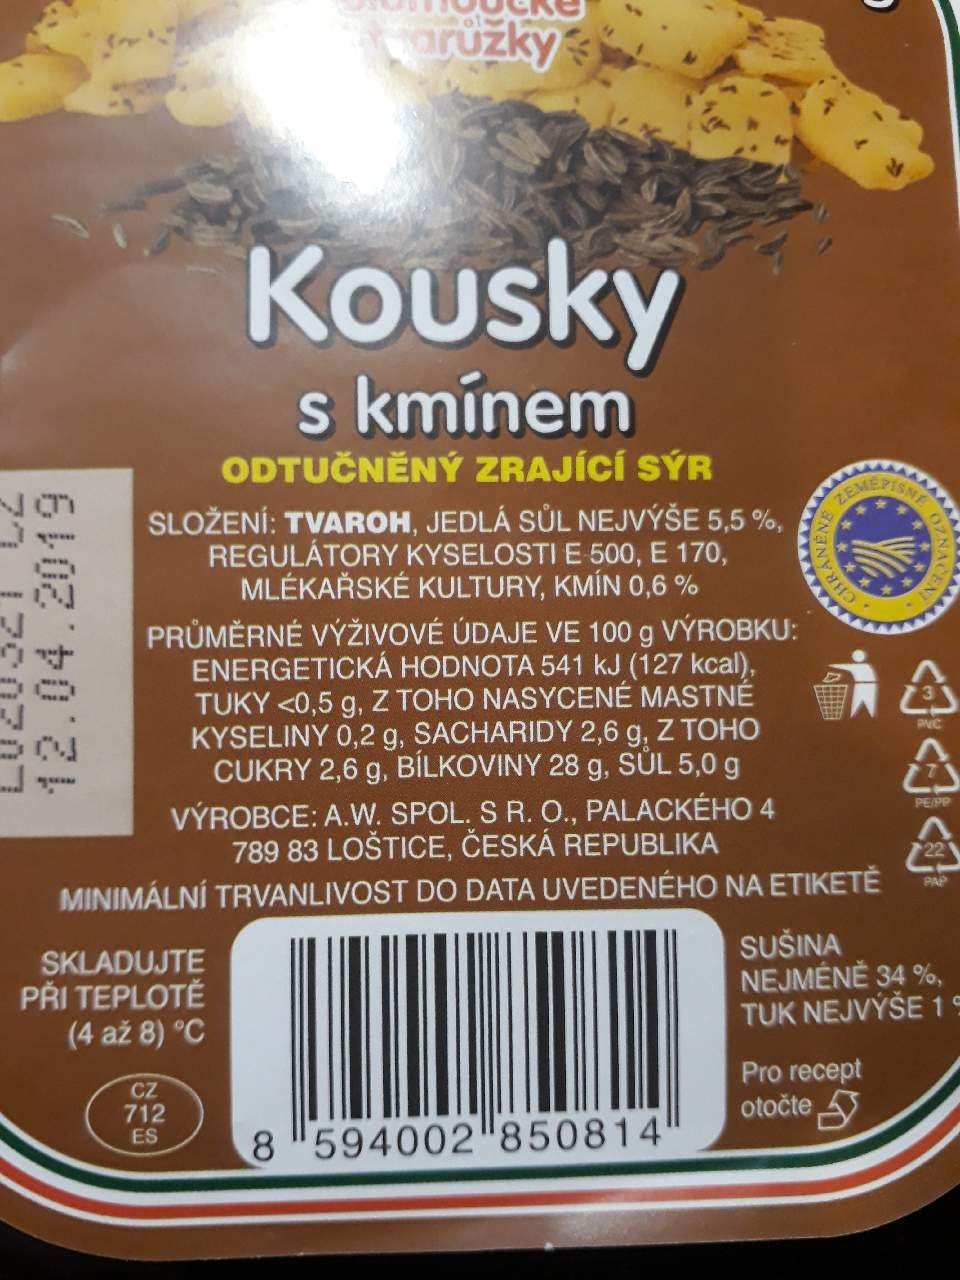 Kousky
s kmínem
ODTUČNĚNÝ ZRAJÍCÍ SÝR
SLOŽENÍ: TVAROH, JEDLÁ SŮL NEJVÝŠE 5,5 %,
REGULÁTORY KYSELOSTI E 500, E 170,
MLÉKAŘSKÉ KULTURY, KMÍN 0,6 %
PRŮMĚRNÉ VÝŽIVOVÉ ÚDAJE VE 100 g VÝROBKU:
ENERGETICKÁ HODNOTA 541 kJ (127 kcal),
TUKY <0,5 g, Z TOHO NASYCENÉ MASTNÉ
KYSELINY 0,2 g, SACHARIDY 2,6 g, Z TOHO
CUKRY 2,6 g, BÍLKOVINY 28 g, SŮL 5,0 g
VÝROBCE: A.W. SPOL. S R. O., PALACKÉHO 4
789 83 LOŠTICE, ČESKÁ REPUBLIKA
MINIMÁLNÍ TRVANLIVOST DO DATA UVEDENÉHO NA ETIKETĚ
12.04.2019
CHRÁNĚNÉ ZEMĚPISNÉ OZNAČENÍ
3
PVC
7
PE/PP
22
PAP
SKLADUJTE
PŘI TEPLOTĚ
(4 až 8) °C
CZ
712
ES
8 594002 850814
SUŠINA
NEJMÉNĚ 34 %,
TUK NEJVÝŠE 1 %
Pro recept
otočte